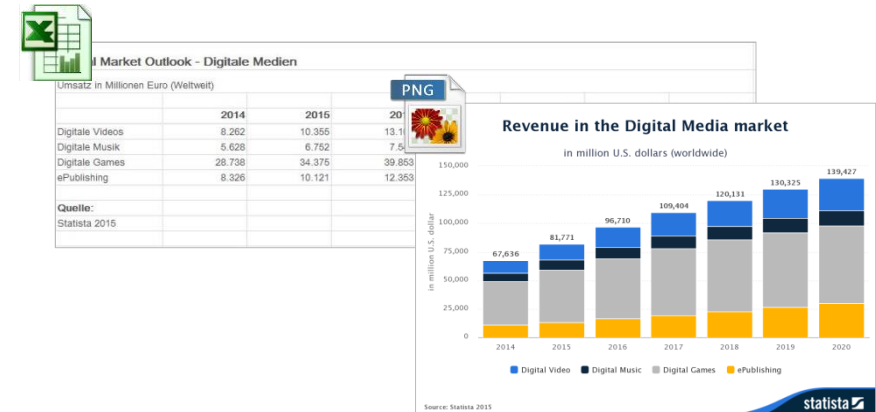 l Market Outlook - Digitale Medien
Umsatz in Millionen Euro (Weltweit)
2014 2015
Digitale Videos 8.262 10.355
Digitale Musik 5.628 6.752
Digitale Games 28.738 34.375 39.853
ePublishing 8.326 10.121 12.353
Quelle:
Statista 2015
PNG
Revenue in the Digital Media market
in million U.S. dollars (worldwide)
in million U.S. dollar
150,000
125,000
100,000
75,000
50,000
25,000
0
67,636
81,771
96,710
109,404
120,131
130,325
139,427
2014 2015 2016 2017 2018 2019 2020
Digital Video Digital Music Digital Games ePublishing
Source: Statista 2015
statista